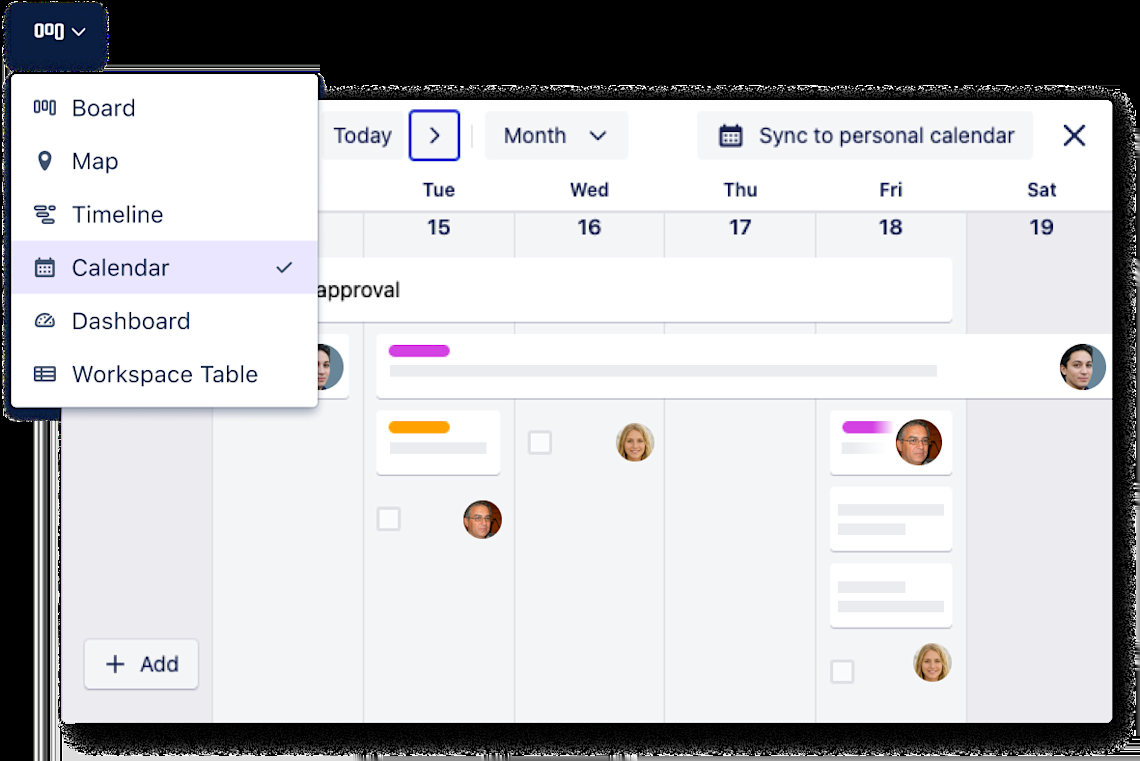 Board
Map
Timeline
Calendar
Dashboard
Workspace Table
Today
Month
Sync to personal calendar
Tue
Wed
Thu
Fri
Sat
15
16
17
18
19
approval
Add